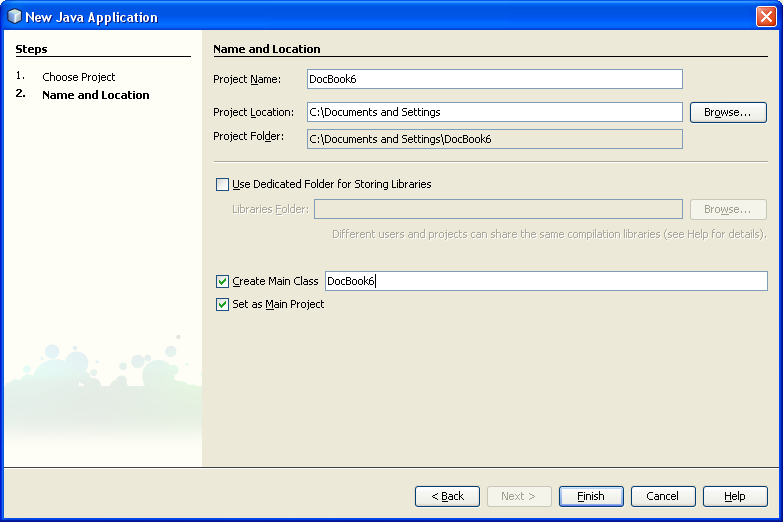 New Java Application
Steps
1. Choose Project
2. Name and Location
Name and Location
Project Name: DocBook6
Project Location: C:\Documents and Settings Browse...
Project Folder: C:\Documents and Settings\DocBook6
Use Dedicated Folder for Storing Libraries
Libraries Folder: Browse...
Different users and projects can share the same compilation libraries (see Help for details).
Create Main Class DocBook6
Set as Main Project
< Back Next > Finish Cancel Help